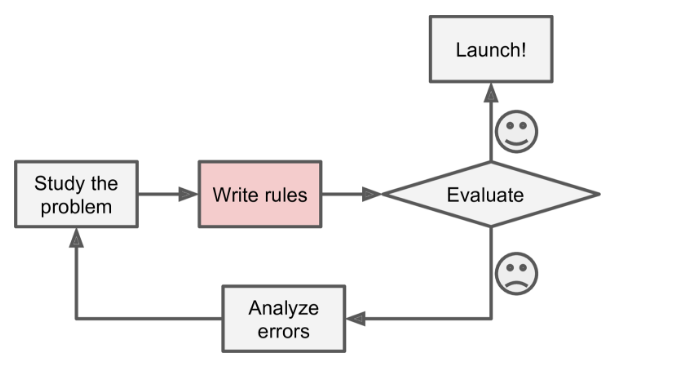 Launch!
Study the
problem
Write rules
Evaluate
Analyze
errors